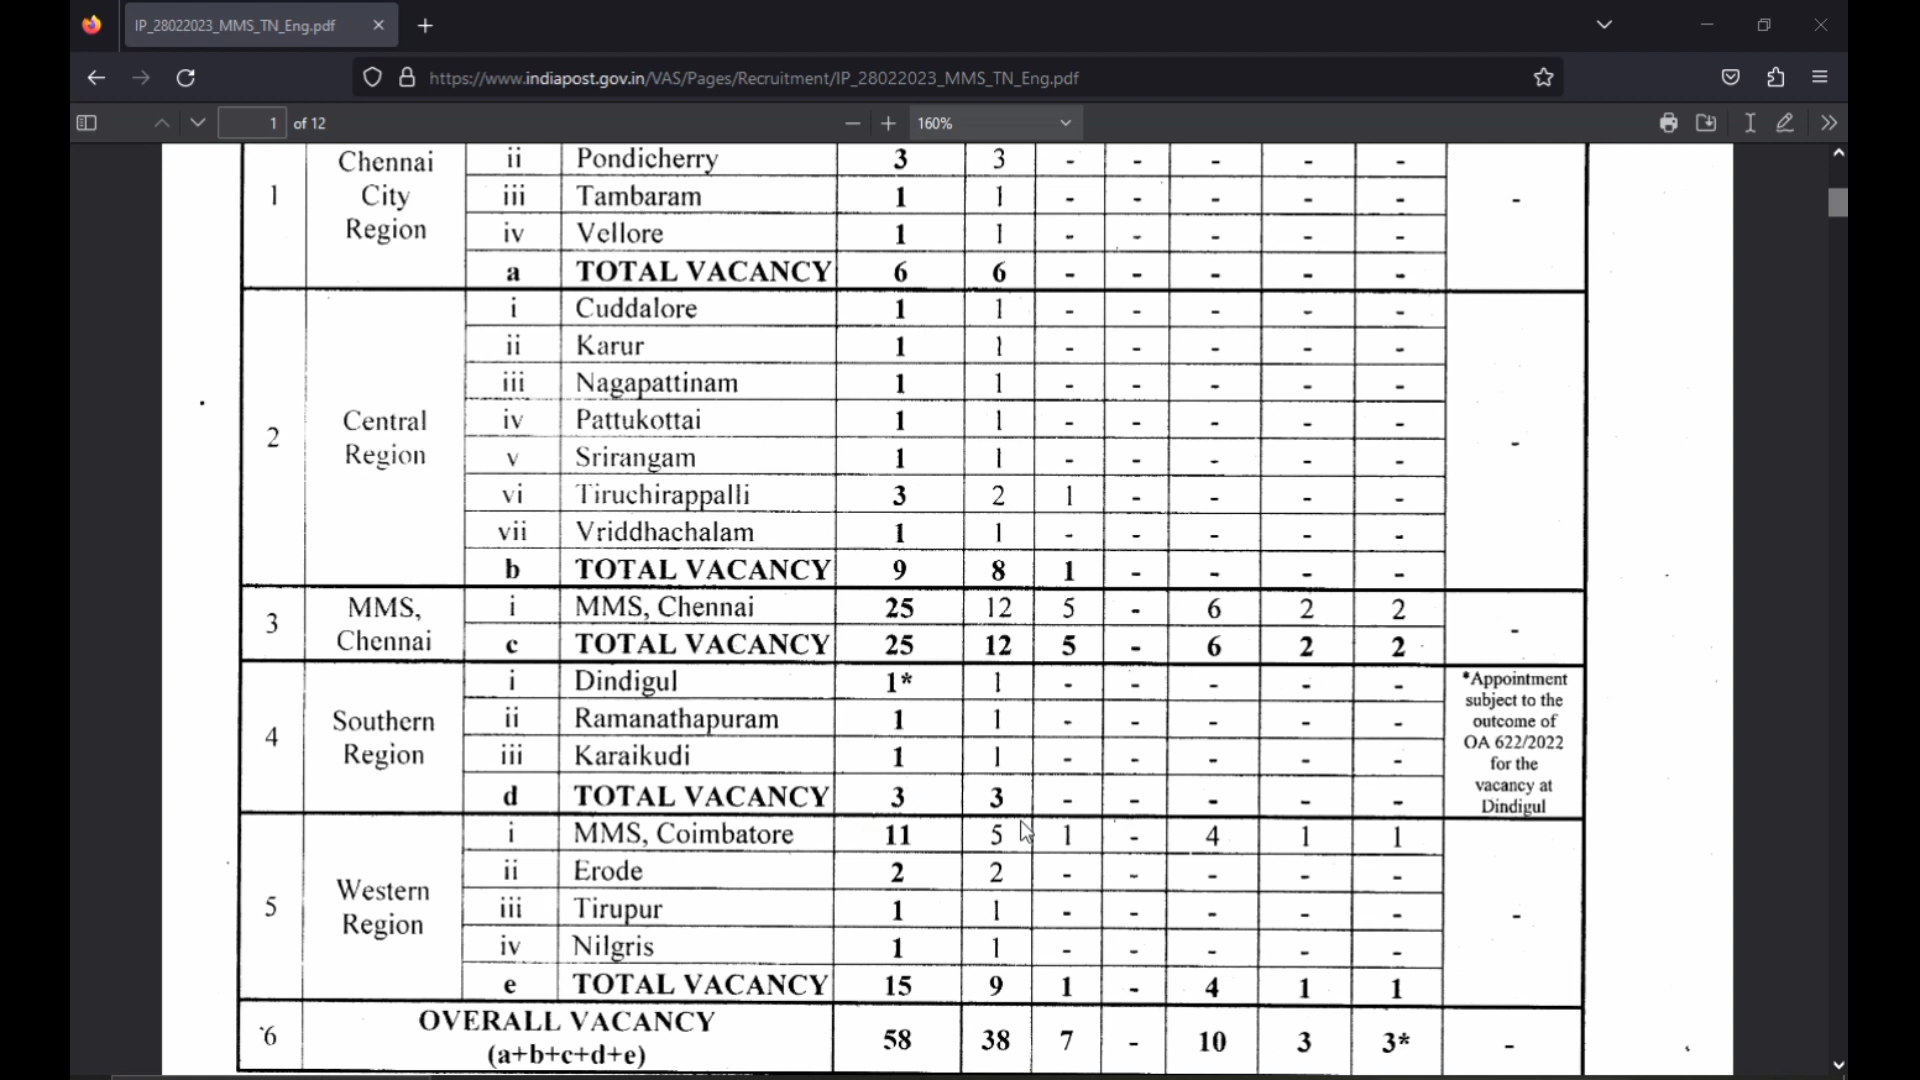 IP_28022023_MMS_TN_Eng.pdf
https://www.indiapost.gov.in/VAS/Pages/Recruitment/IP_28022023_MMS_TN_Eng.pdf
1 of 12
160%
1 Chennai City Region ii Pondicherry 3 3 - - - - - -
iii Tambaram 1 1 - - - - -
iv Vellore 1 1 - - - - -
a TOTAL VACANCY 6 6 - - - - -
2 Central Region i Cuddalore 1 1 - - - - - -
ii Karur 1 1 - - - - -
iii Nagapattinam 1 1 - - - - -
iv Pattukottai 1 1 - - - - -
v Srirangam 1 1 - - - - -
vi Tiruchirappalli 3 2 1 - - - -
vii Vriddhachalam 1 1 - - - - -
b TOTAL VACANCY 9 8 1 - - - -
3 MMS, Chennai i MMS, Chennai 25 12 5 - 6 2 2 -
c TOTAL VACANCY 25 12 5 - 6 2 2
4 Southern Region i Dindigul 1* 1 - - - - -
ii Ramanathapuram 1 1 - - - - -
iii Karaikudi 1 1 - - - - -
d TOTAL VACANCY 3 3 - - - - -
*Appointment
subject to the
outcome of
OA 622/2022
for the
vacancy at
Dindigul
5 Western Region i MMS, Coimbatore 11 5 1 - 4 1 1 -
ii Erode 2 2 - - - - -
iii Tirupur 1 1 - - - - -
iv Nilgris 1 1 - - - - -
e TOTAL VACANCY 15 9 1 - 4 1 1
6 OVERALL VACANCY (a+b+c+d+e) 58 38 7 - 10 3 3* -